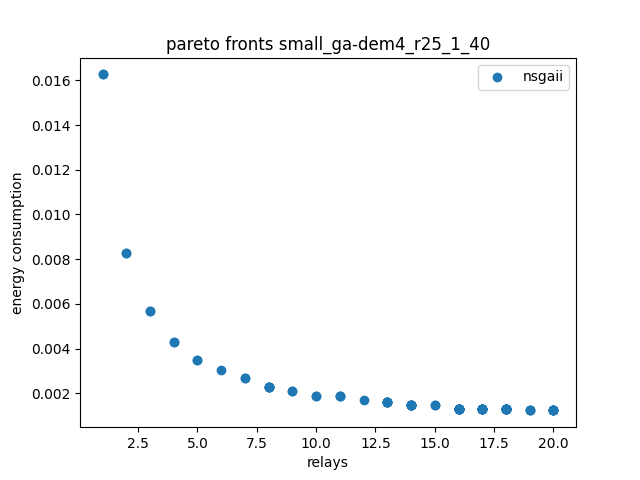 pareto fronts small_ga-dem4_r25_1_40
nsgaii
0.016
0.014
0.012
0.010
0.008
0.006
0.004
0.002
energy consumption
2.5 5.0 7.5 10.0 12.5 15.0 17.5 20.0
relays